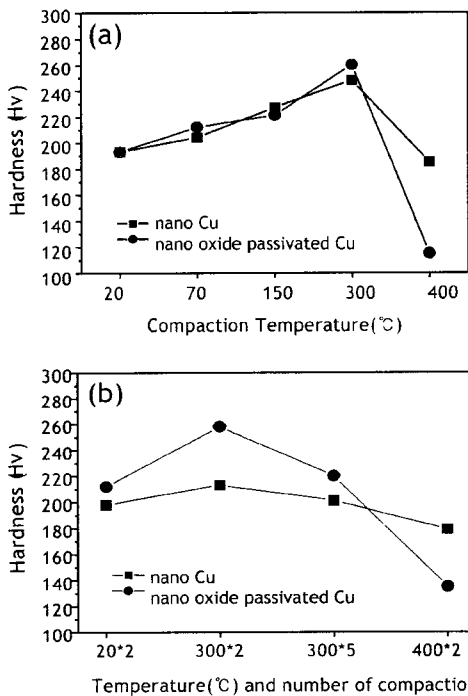 (a)
300
280
260
240
220
200
180
160
140
120
100
Hardness (Hv)
nano Cu
nano oxide passivated Cu
20 70 150 300 400
Compaction Temperature(℃)
(b)
300
280
260
240
220
200
180
160
140
120
100
Hardness (Hv)
nano Cu
nano oxide passivated Cu
20*2 300*2 300*5 400*2
Temperature(℃) and number of compactio